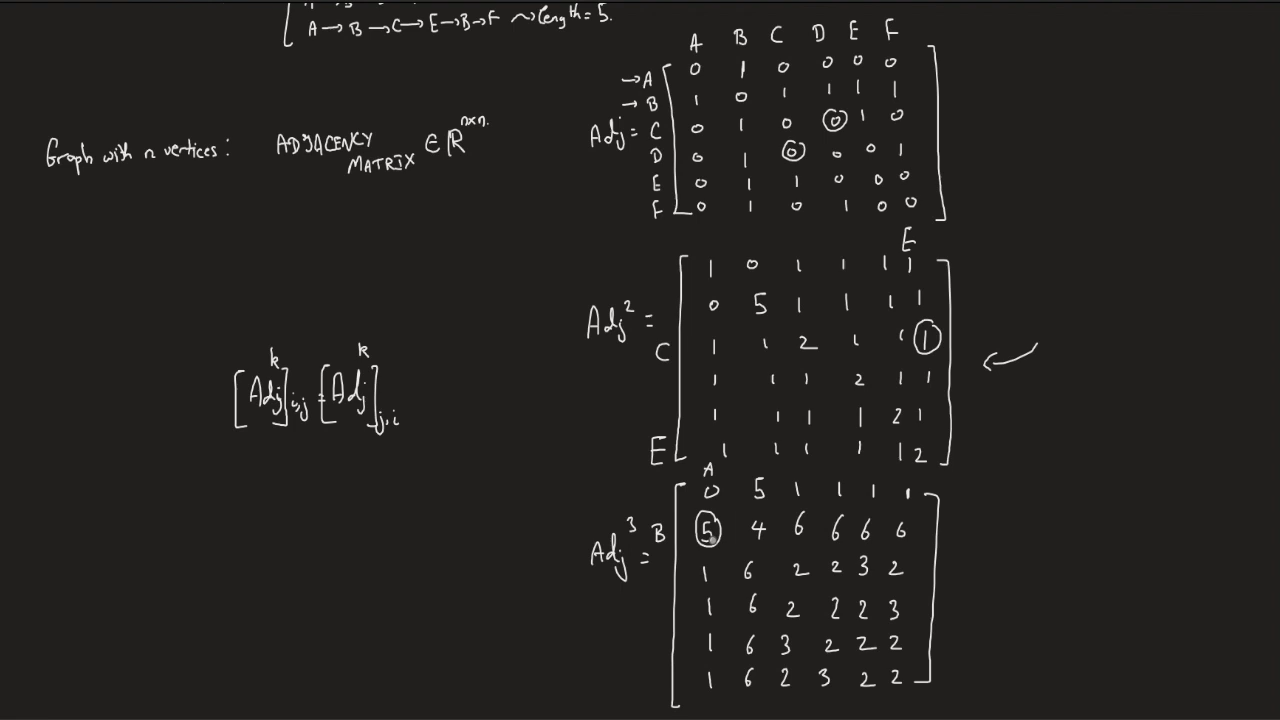 A → B → C → E → B → F ~> length = 5.
Graph with n vertices : ADJACENCY MATRIX ∈ ℝ^{n×n}.
A B C D E F
→ A 0 1 0 0 0 0
→ B 1 0 1 1 1 1
Adj = C 0 1 0 0 1 0
D 0 1 0 0 0 1
E 0 1 1 0 0 0
F 0 1 0 1 0 0
E
1 0 1 1 1 1
0 5 1 1 1 1
Adj² =
C 1 1 2 1 1 1
1 1 1 2 1 1
1 1 1 1 2 1
E 1 1 1 1 1 2
[Adj^k]_{i,j} = [Adj^k]_{j,i}
A
0 5 1 1 1 1
Adj³ = B 5 4 6 6 6 6
1 6 2 2 3 2
1 6 2 2 2 3
1 6 3 2 2 2
1 6 2 3 2 2